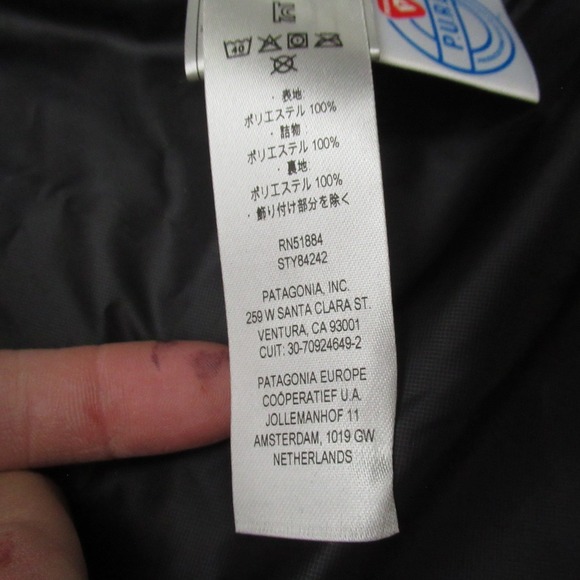 40
・表地:
ポリエステル 100%
・詰物:
ポリエステル 100%
・裏地:
ポリエステル 100%
・飾り付け部分を除く
RN51884
STY84242
PATAGONIA, INC.
259 W SANTA CLARA ST.
VENTURA, CA 93001
CUIT: 30-70924649-2
PATAGONIA EUROPE
COÖPERATIEF U.A.
JOLLEMANHOF 11
AMSTERDAM, 1019 GW
NETHERLANDS